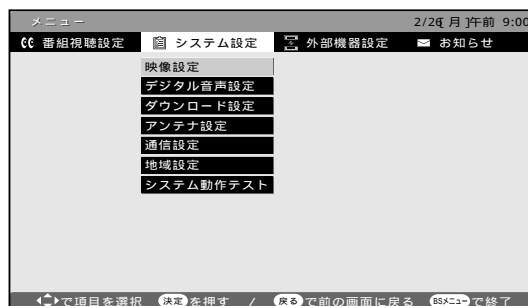 メニュー 2/26[月]午前 9:00
番組視聴設定 システム設定 外部機器設定 お知らせ
映像設定
デジタル音声設定
ダウンロード設定
アンテナ設定
通信設定
地域設定
システム動作テスト
で項目を選択 決定を押す / 戻るで前の画面に戻る BSメニューで終了